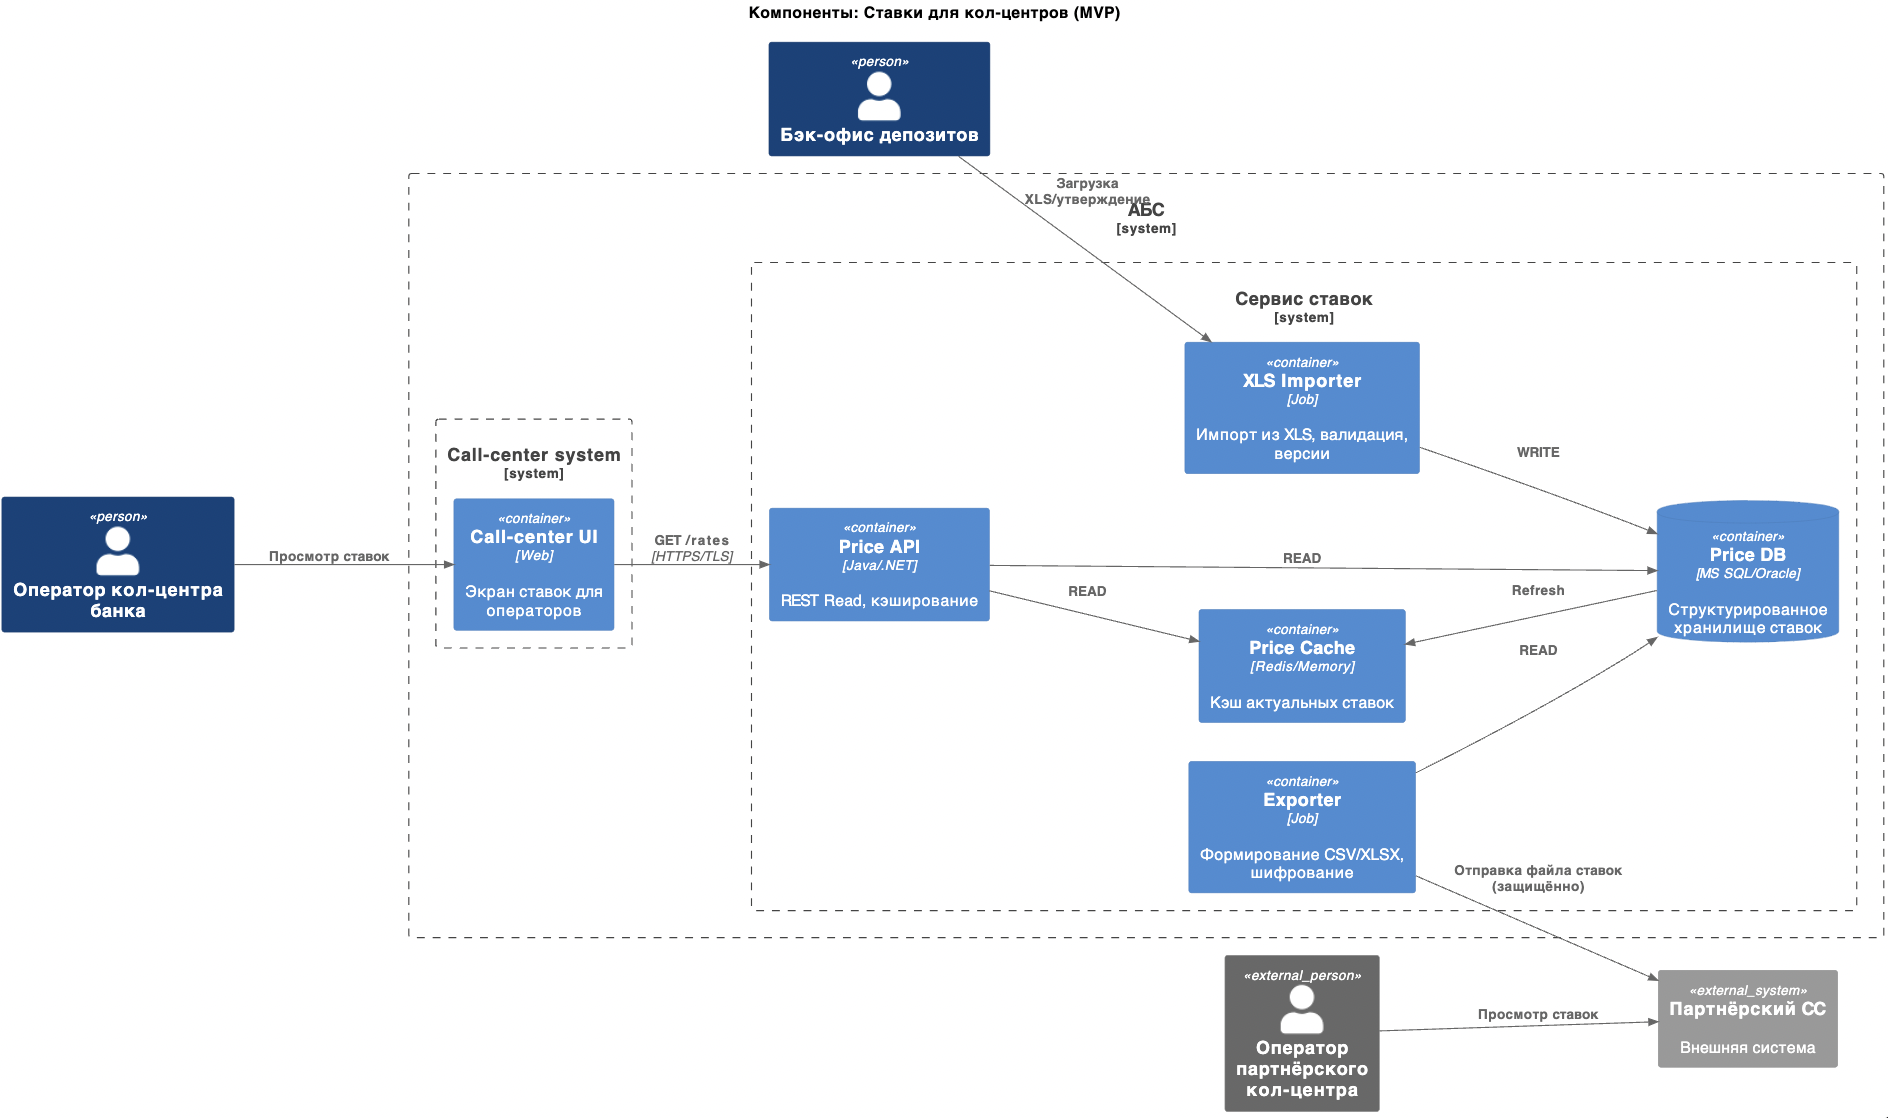 Компоненты: Ставки для кол-центров (MVP)
«person»
Бэк-офис депозитов
Загрузка
XLS/утверждение
АБС
[system]
Сервис ставок
[system]
«container»
XLS Importer
[Job]
Импорт из XLS, валидация,
версии
WRITE
Call-center system
[system]
«person»
Оператор кол-центра
банка
Просмотр ставок
«container»
Call-center UI
[Web]
Экран ставок для
операторов
GET /rates
[HTTPS/TLS]
«container»
Price API
[Java/.NET]
REST Read, кэширование
READ
READ
«container»
Price DB
[MS SQL/Oracle]
Структурированное
хранилище ставок
Refresh
READ
«container»
Price Cache
[Redis/Memory]
Кэш актуальных ставок
«container»
Exporter
[Job]
Формирование CSV/XLSX,
шифрование
Отправка файла ставок
(защищённо)
«external_person»
Оператор
партнёрского
кол-центра
Просмотр ставок
«external_system»
Партнёрский CC
Внешняя система